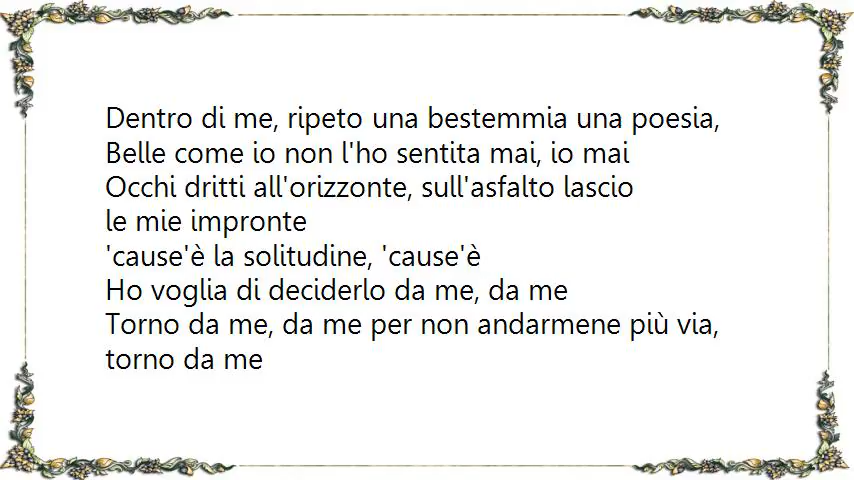 Dentro di me, ripeto una bestemmia una poesia,
Belle come io non l'ho sentita mai, io mai
Occhi dritti all'orizzonte, sull'asfalto lascio
le mie impronte
'cause'è la solitudine, 'cause'è
Ho voglia di deciderlo da me, da me
Torno da me, da me per non andarmene più via,
torno da me